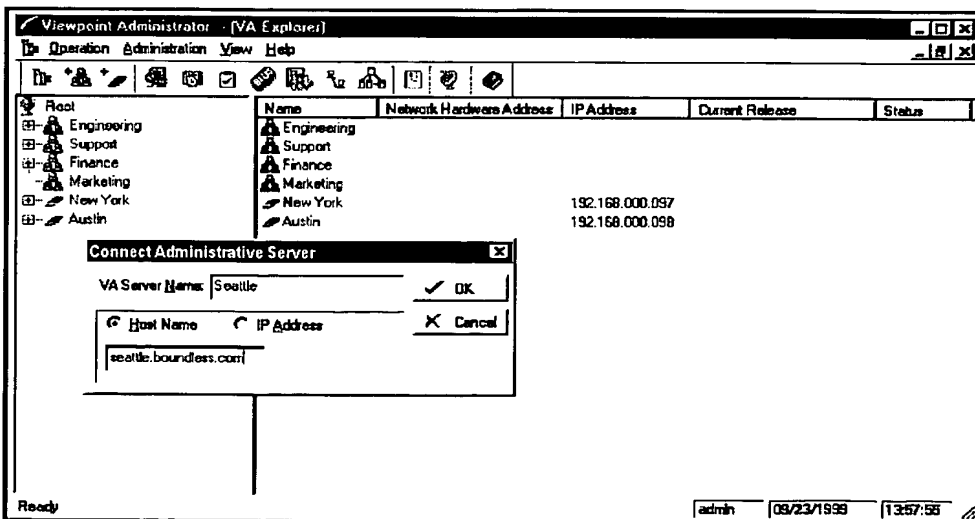 Viewpoint Administrator - [VA Explorer]
Operation Administration View Help
Root
Engineering
Support
Finance
Marketing
New York
Austin
Name Network Hardware Address IP Address Current Release Status
Engineering
Support
Finance
Marketing
New York 192.168.000.097
Austin 192.168.000.098
Connect Administrative Server
VA Server Name: Seattle
OK
Host Name IP Address
Cancel
seattle.boundless.com
Ready admin 09/23/1999 13:57:56